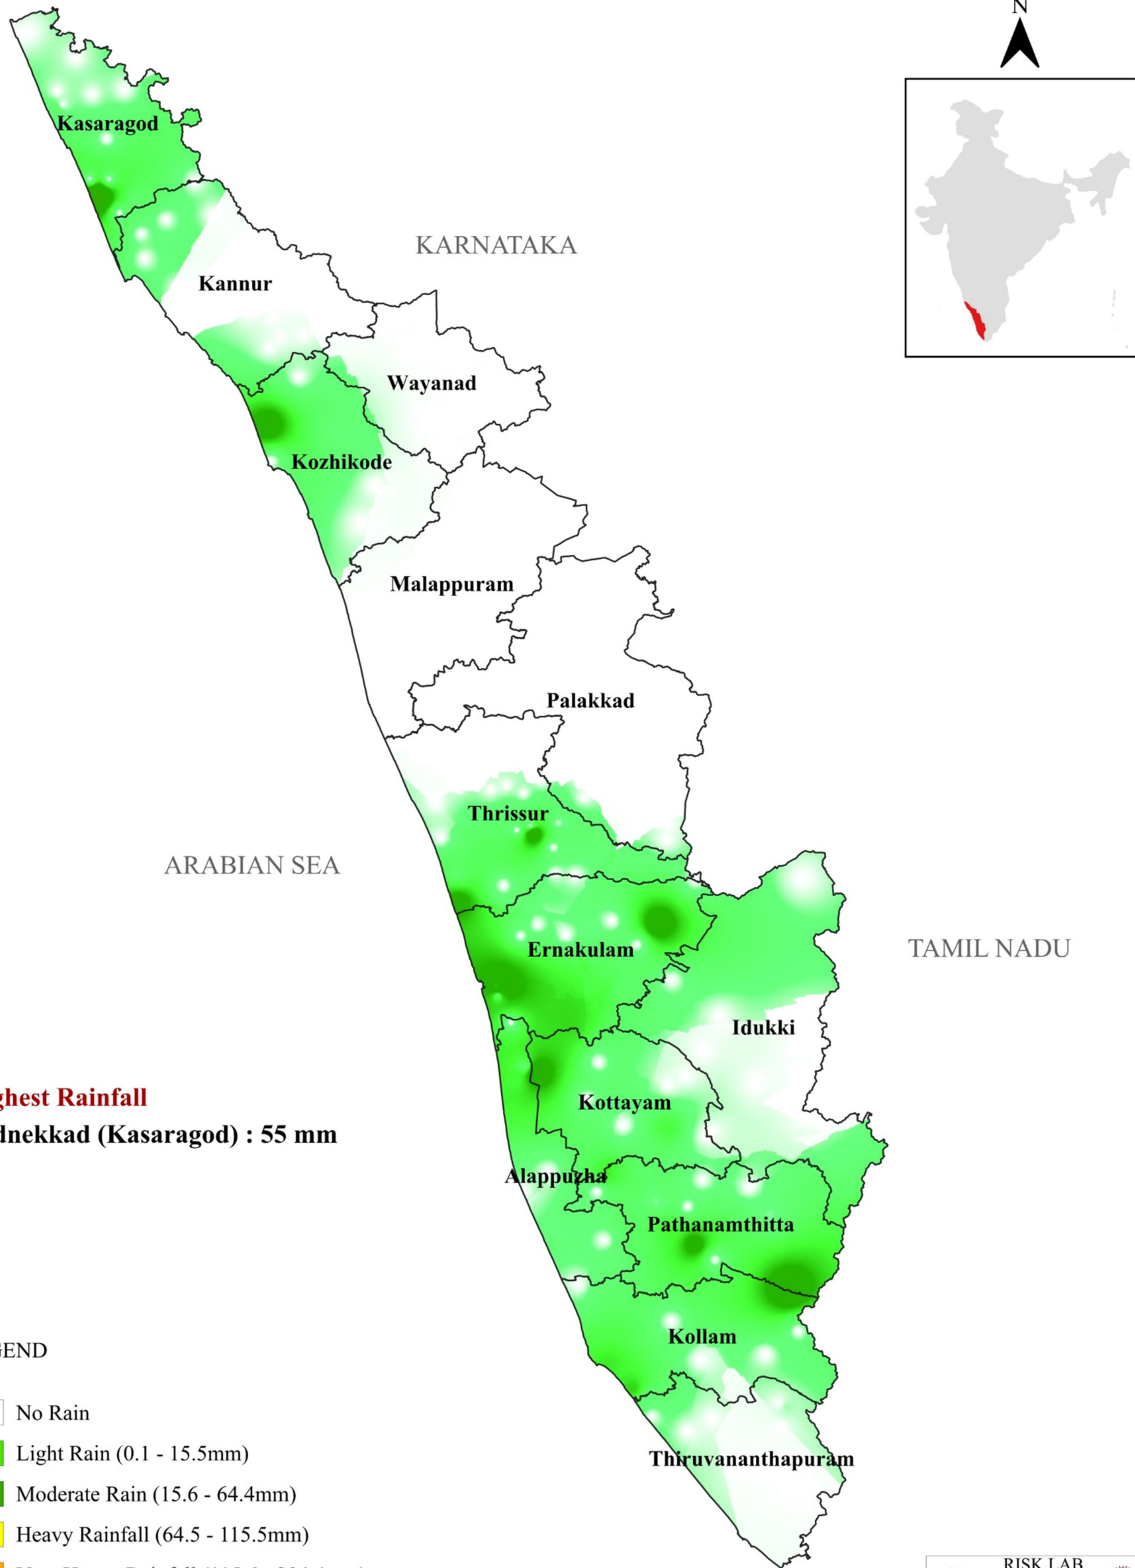 N
Kasaragod
KARNATAKA
Kannur
Wayanad
Kozhikode
Malappuram
Palakkad
Thrissur
ARABIAN SEA
Ernakulam
TAMIL NADU
Idukki
ghest Rainfall
Kottayam
dnekkad (Kasaragod) : 55 mm
Alappuzha
Pathanamthitta
Kollam
GEND
No Rain
Light Rain (0.1 - 15.5mm)
Thiruvananthapuram
Moderate Rain (15.6 - 64.4mm)
Heavy Rainfall (64.5 - 115.5mm)
RISK LAB